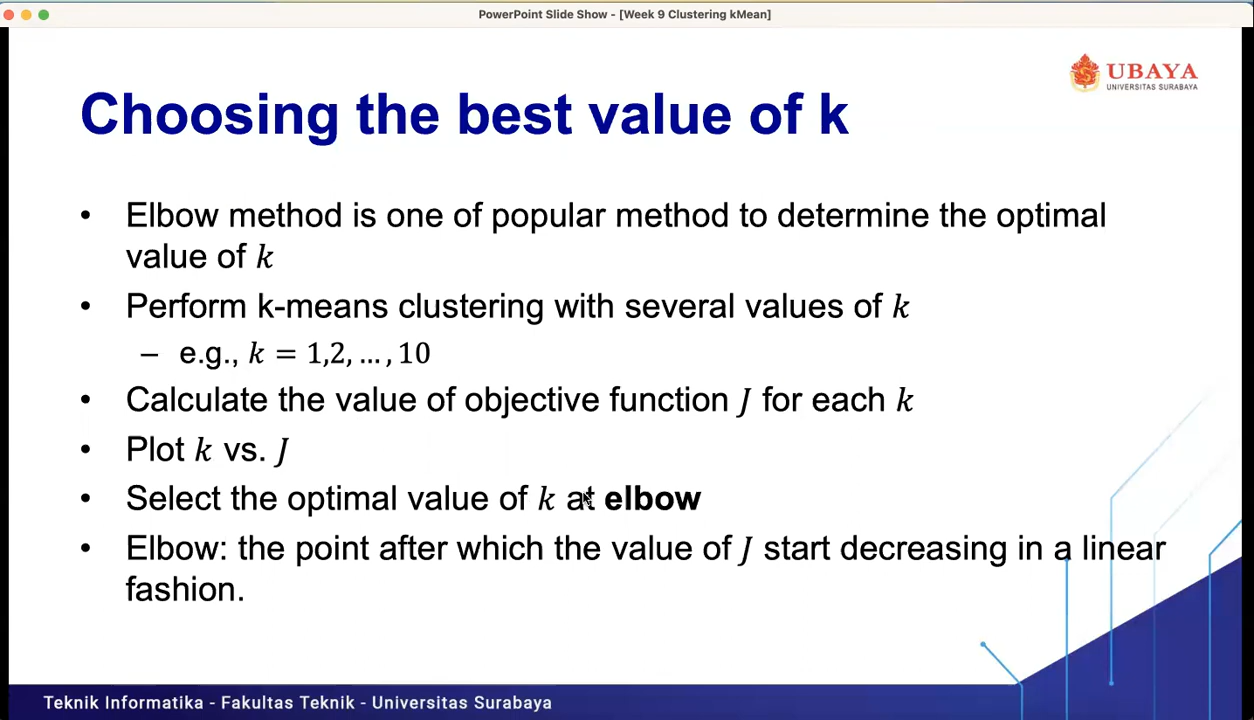 PowerPoint Slide Show - [Week 9 Clustering kMean]
UBAYA
UNIVERSITAS SURABAYA
Choosing the best value of k
• Elbow method is one of popular method to determine the optimal
value of k
• Perform k-means clustering with several values of k
– e.g., k = 1,2, … , 10
• Calculate the value of objective function J for each k
• Plot k vs. J
• Select the optimal value of k at elbow
• Elbow: the point after which the value of J start decreasing in a linear
fashion.
Teknik Informatika - Fakultas Teknik - Universitas Surabaya